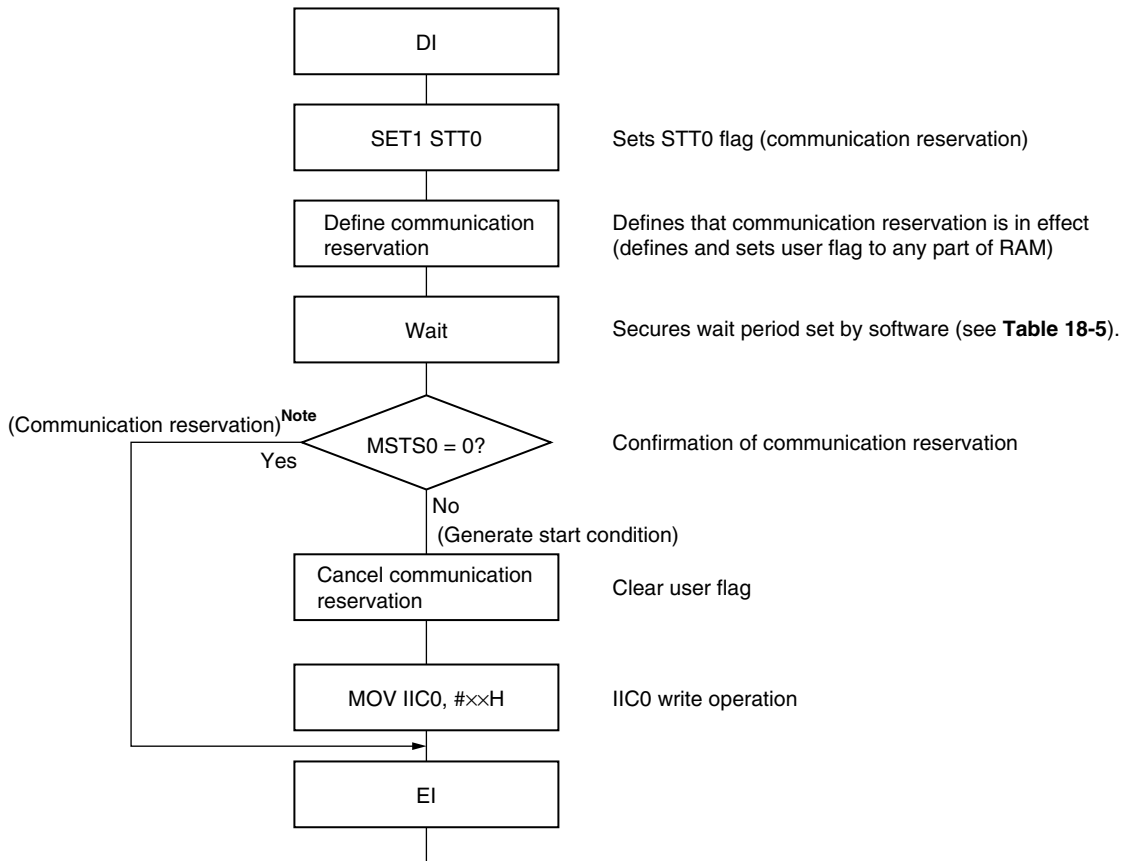 DI
SET1 STT0
Sets STT0 flag (communication reservation)
Define communication
reservation
Defines that communication reservation is in effect
(defines and sets user flag to any part of RAM)
Wait
Secures wait period set by software (see Table 18-5).
(Communication reservation)Note
MSTS0 = 0?
Confirmation of communication reservation
Yes
No
(Generate start condition)
Cancel communication
reservation
Clear user flag
MOV IIC0, #××H
IIC0 write operation
EI